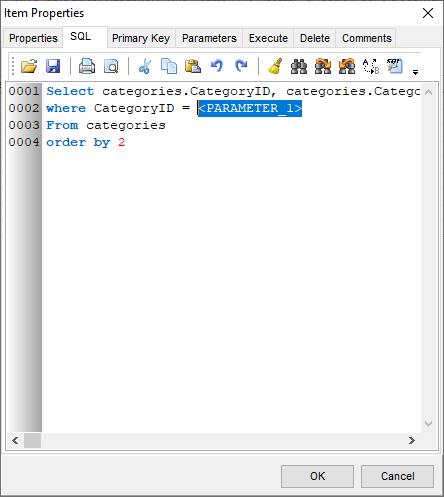 Item Properties
Properties SQL Primary Key Parameters Execute Delete Comments
0001 Select categories.CategoryID, categories.Catego
0002 where CategoryID = <PARAMETER_1>
0003 From categories
0004 order by 2
OK Cancel